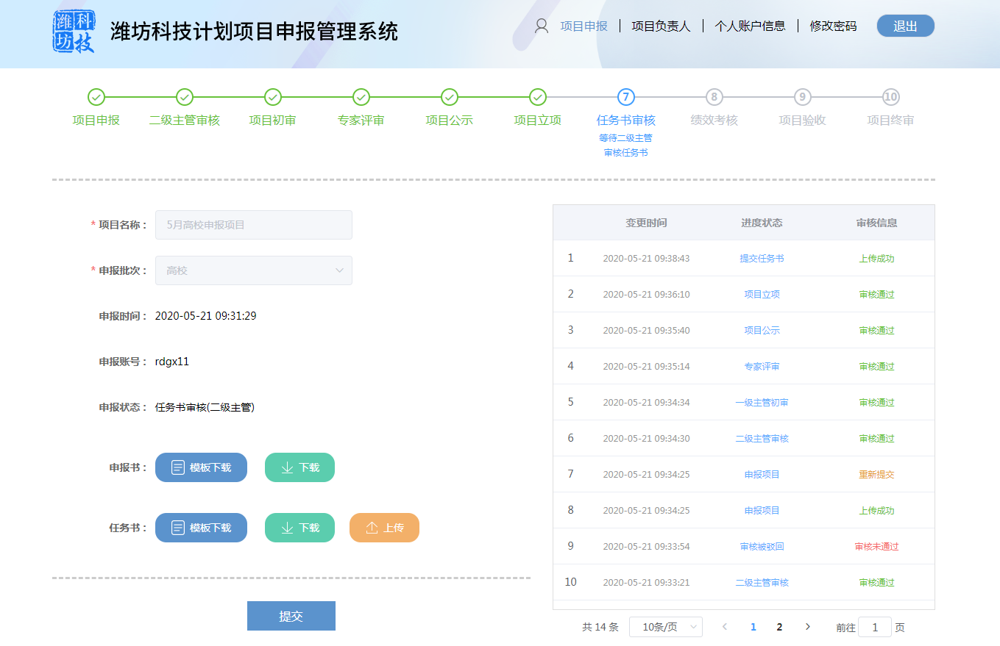 潍科
坊技
潍坊科技计划项目申报管理系统
项目申报 项目负责人 个人账户信息 修改密码 退出
7 8 9 10
项目申报 二级主管审核 项目初审 专家评审 项目公示 项目立项 任务书审核 绩效考核 项目验收 项目终审
等待二级主管
审核任务书
* 项目名称： 5月高校申报项目
* 申报批次： 高校
申报时间： 2020-05-21 09:31:29
申报账号： rdgx11
申报状态： 任务书审核(二级主管)
申报书： 模板下载 下载
任务书： 模板下载 下载 上传
提交
变更时间 进度状态 审核信息
1 2020-05-21 09:38:43 提交任务书 上传成功
2 2020-05-21 09:36:10 项目立项 审核通过
3 2020-05-21 09:35:40 项目公示 审核通过
4 2020-05-21 09:35:14 专家评审 审核通过
5 2020-05-21 09:34:34 一级主管初审 审核通过
6 2020-05-21 09:34:30 二级主管审核 审核通过
7 2020-05-21 09:34:25 申报项目 重新提交
8 2020-05-21 09:34:25 申报项目 上传成功
9 2020-05-21 09:33:54 审核被驳回 审核未通过
10 2020-05-21 09:33:21 二级主管审核 审核通过
共 14 条 10条/页 1 2 前往 1 页